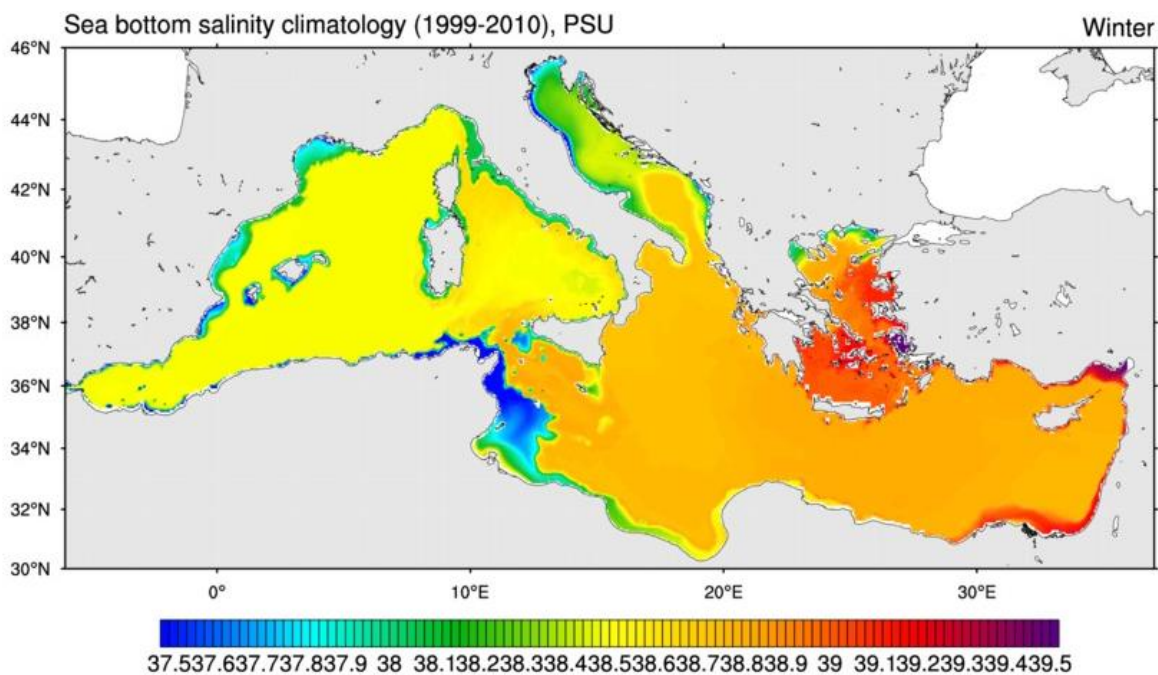 Sea bottom salinity climatology (1999-2010), PSU Winter
46°N
44°N
42°N
40°N
38°N
36°N
34°N
32°N
30°N
0° 10°E 20°E 30°E
37.537.637.737.837.9 38 38.138.238.338.438.538.638.738.838.9 39 39.139.239.339.439.5